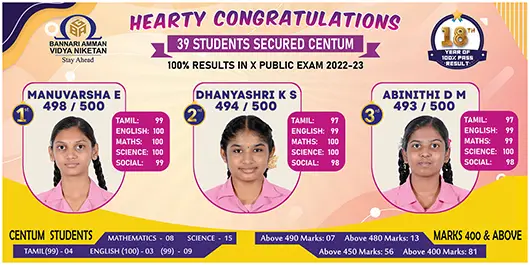 BANNARI AMMAN
VIDYA NIKETAN
Stay Ahead
HEARTY CONGRATULATIONS
39 STUDENTS SECURED CENTUM
100% RESULTS IN X PUBLIC EXAM 2022-23
18TH
YEAR OF
100% PASS
RESULT
1st
MANUVARSHA E
498 / 500
TAMIL: 99
ENGLISH: 100
MATHS: 100
SCIENCE: 100
SOCIAL: 99
2nd
DHANYASHRI K S
494 / 500
TAMIL: 97
ENGLISH: 99
MATHS: 100
SCIENCE: 100
SOCIAL: 98
3rd
ABINITHI D M
493 / 500
TAMIL: 97
ENGLISH: 99
MATHS: 99
SCIENCE: 100
SOCIAL: 98
CENTUM STUDENTS
MATHEMATICS - 08 SCIENCE - 15
TAMIL(99) - 04 ENGLISH (100) - 03 (99) - 09
Above 490 Marks: 07 Above 480 Marks: 13
MARKS 400 & ABOVE
Above 450 Marks: 56 Above 400 Marks: 81